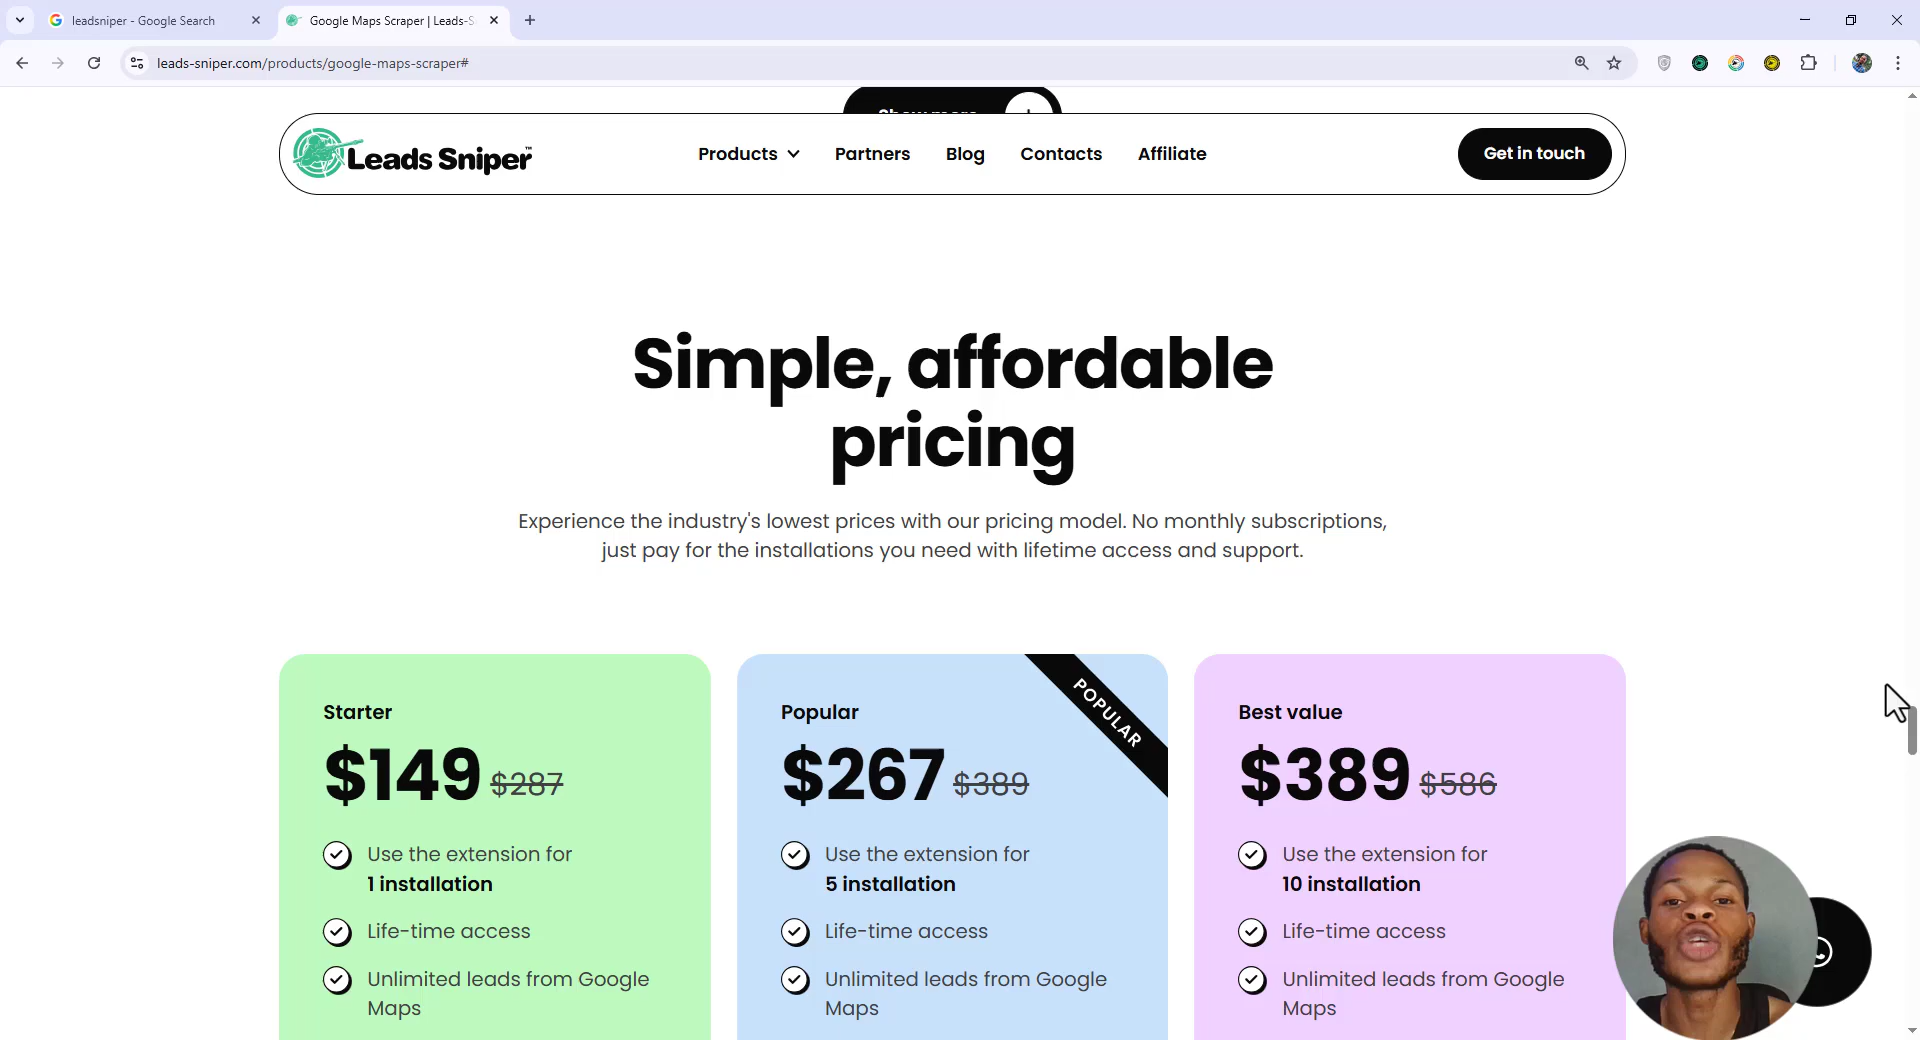 leadsniper - Google Search
Google Maps Scraper | Leads-S
leads-sniper.com/products/google-maps-scraper#
Show more
Leads Sniper™
Products
Partners
Blog
Contacts
Affiliate
Get in touch
Simple, affordable
pricing
Experience the industry's lowest prices with our pricing model. No monthly subscriptions,
just pay for the installations you need with lifetime access and support.
Starter
$149 $287
Use the extension for
1 installation
Life-time access
Unlimited leads from Google
Maps
POPULAR
Popular
$267 $389
Use the extension for
5 installation
Life-time access
Unlimited leads from Google
Maps
Best value
$389 $586
Use the extension for
10 installation
Life-time access
Unlimited leads from Google
Maps